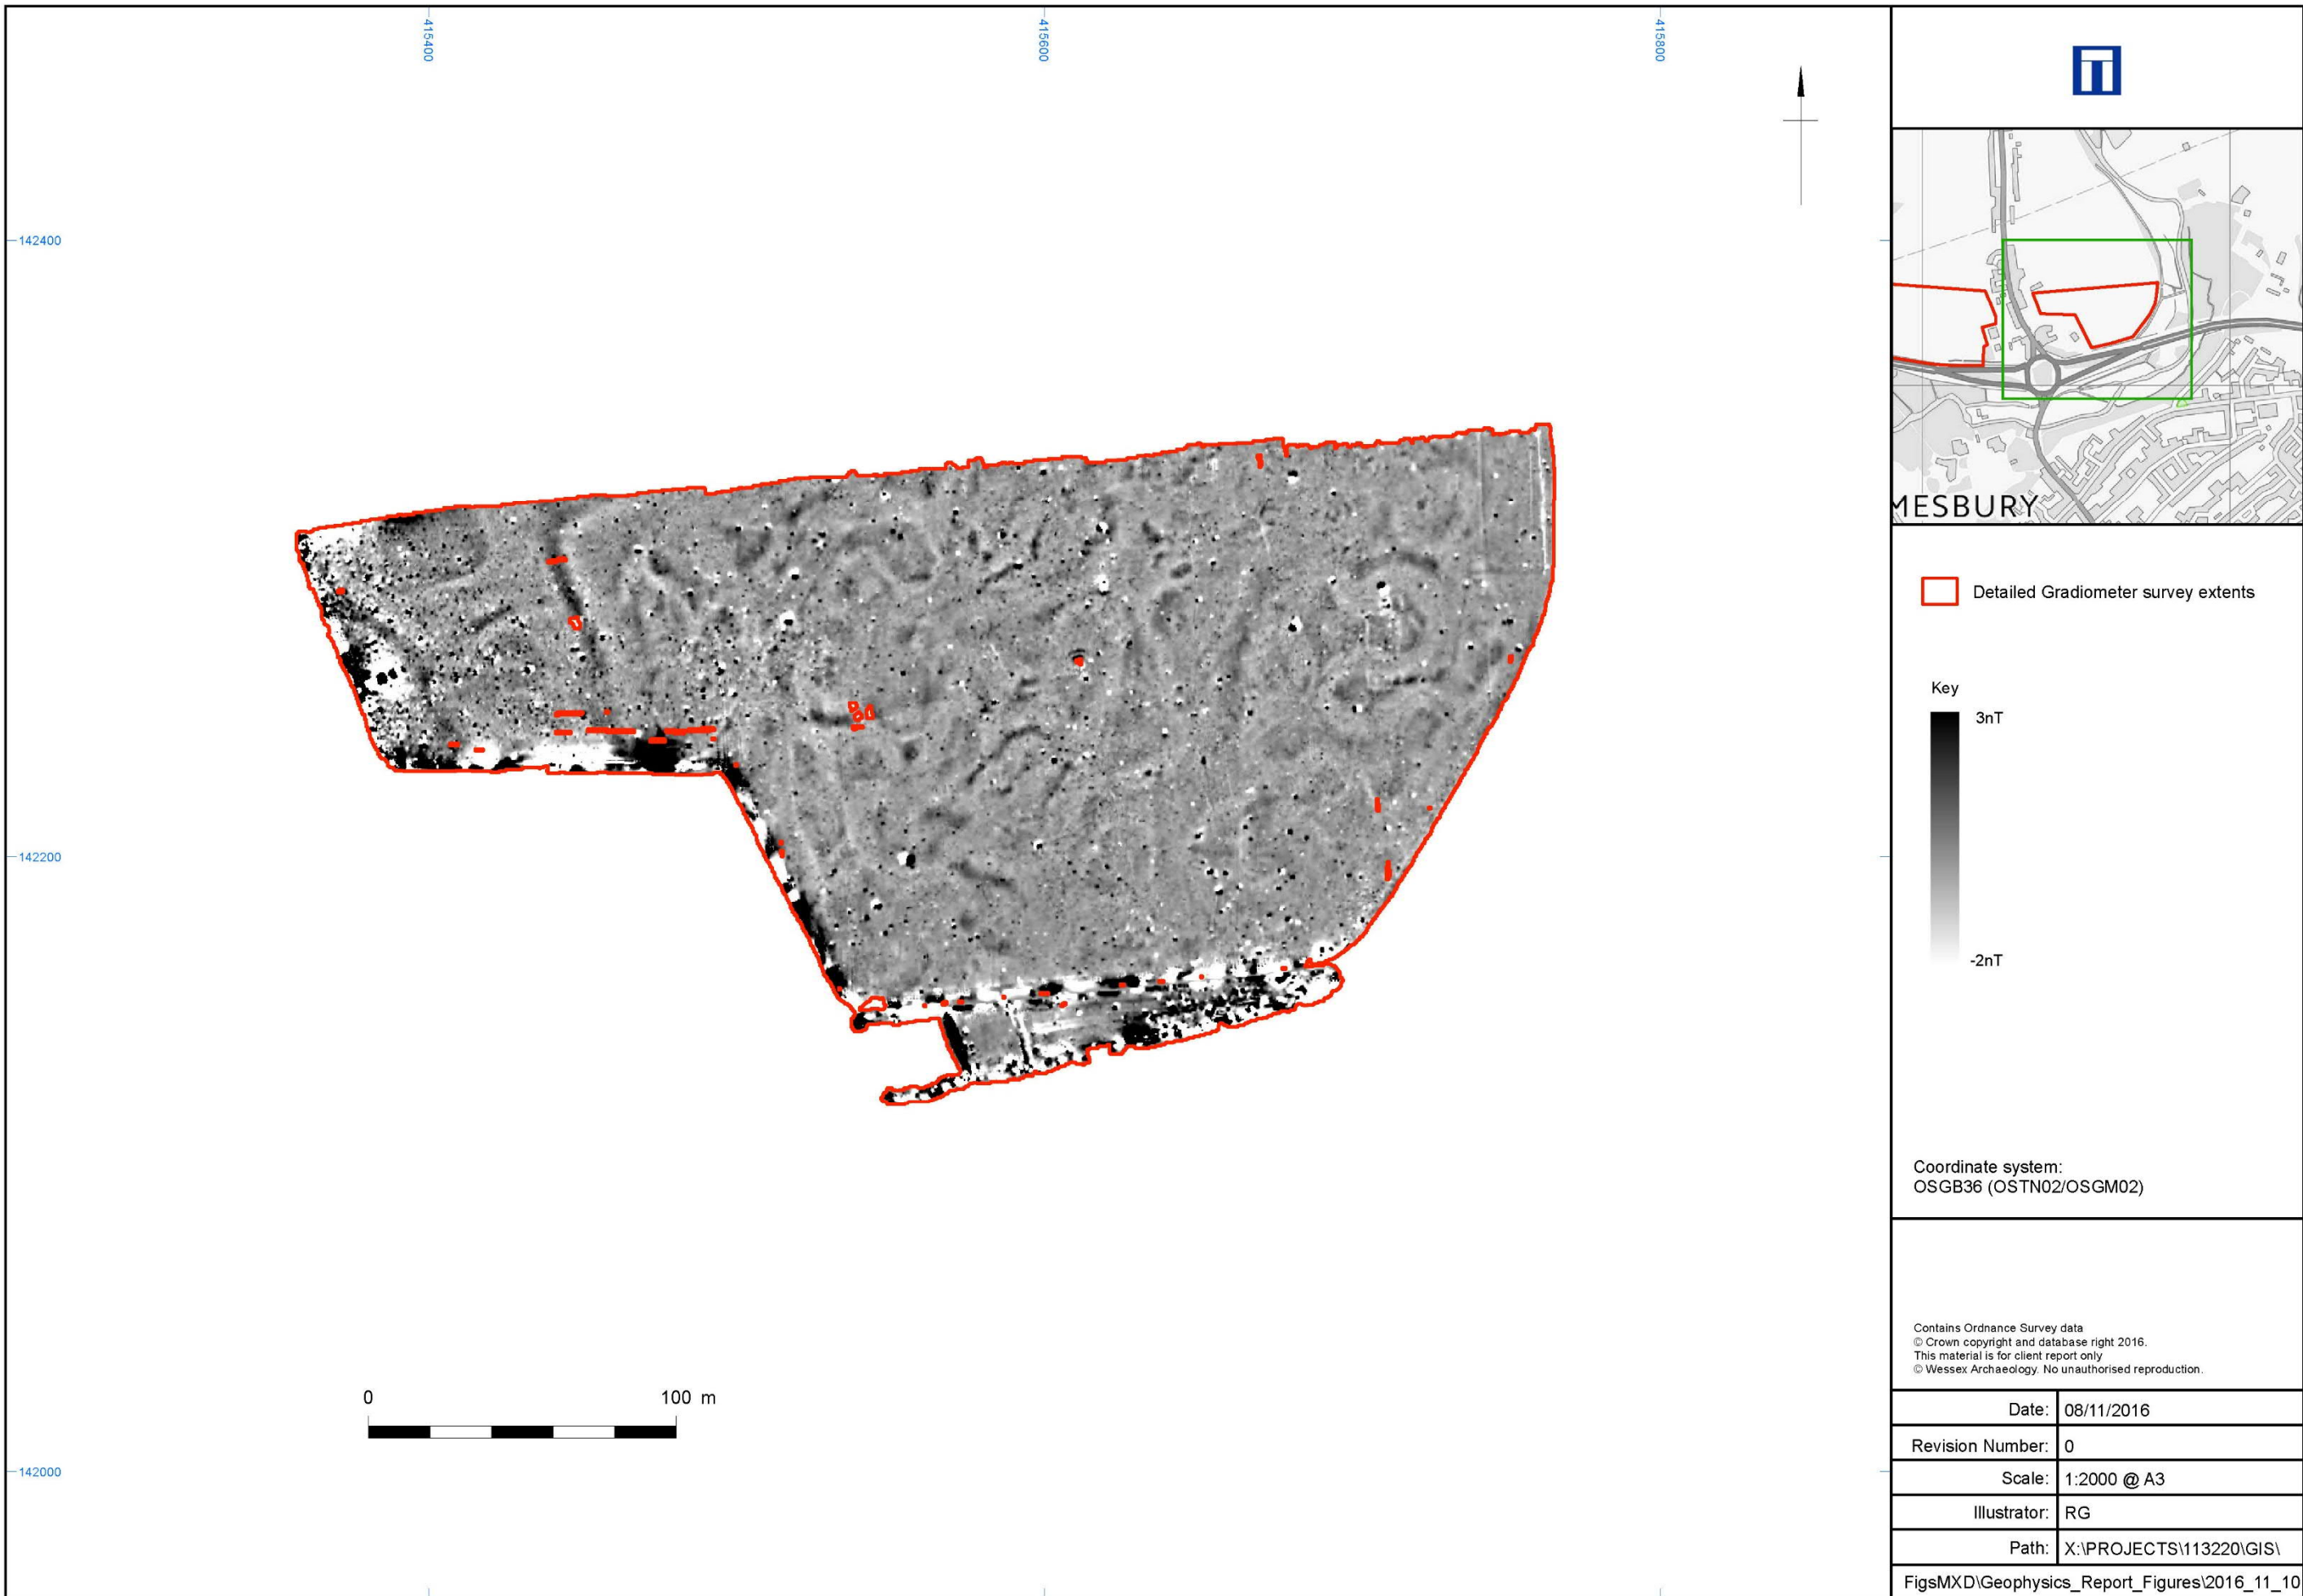 415400
415600
415800
142400
142200
142000
0 100 m
MESBURY
Detailed Gradiometer survey extents
Key
3nT
-2nT
Coordinate system:
OSGB36 (OSTN02/OSGM02)
Contains Ordnance Survey data
© Crown copyright and database right 2016.
This material is for client report only
© Wessex Archaeology. No unauthorised reproduction.
Date: 08/11/2016
Revision Number: 0
Scale: 1:2000 @ A3
Illustrator: RG
Path: X:\PROJECTS\113220\GIS\
FigsMXD\Geophysics_Report_Figures\2016_11_10